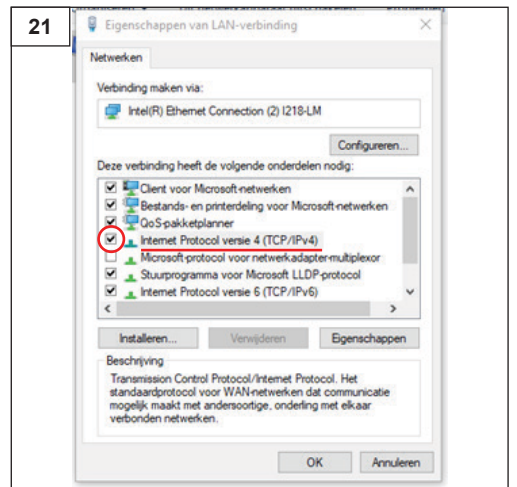 21
Eigenschappen van LAN-verbinding
Netwerken
Verbinding maken via:
Intel(R) Ethernet Connection (2) I218-LM
Configureren...
Deze verbinding heeft de volgende onderdelen nodig:
Client voor Microsoft-netwerken
Bestands- en printerdeling voor Microsoft-netwerken
QoS-pakketplanner
Internet Protocol versie 4 (TCP/IPv4)
Microsoft-protocol voor netwerkadapter-multiplexor
Stuurprogramma voor Microsoft LLDP-protocol
Internet Protocol versie 6 (TCP/IPv6)
Installeren...
Verwijderen
Eigenschappen
Beschrijving
Transmission Control Protocol/Internet Protocol. Het
standaardprotocol voor WAN-netwerken dat communicatie
mogelijk maakt met andersoortige, onderling met elkaar
verbonden netwerken.
OK
Annuleren